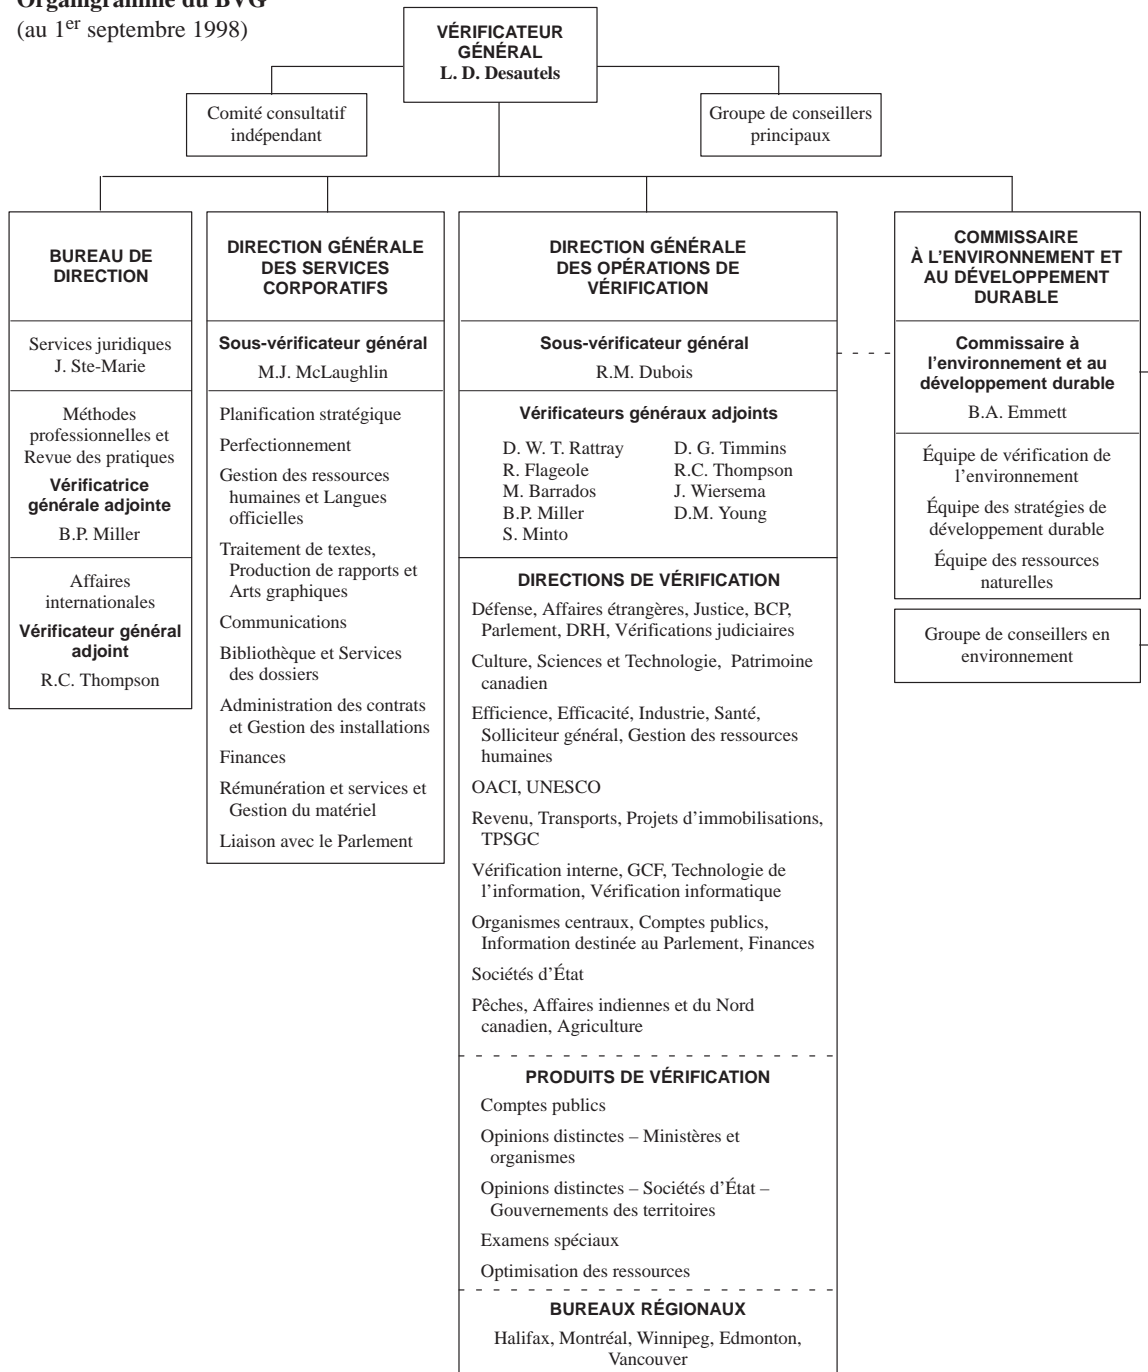 Organigramme du BVG
(au 1er septembre 1998)
VÉRIFICATEUR
GÉNÉRAL
L. D. Desautels
Comité consultatif
indépendant
Groupe de conseillers
principaux
BUREAU DE
DIRECTION
Services juridiques
J. Ste-Marie
Méthodes
professionnelles et
Revue des pratiques
Vérificatrice
générale adjointe
B.P. Miller
Affaires
internationales
Vérificateur général
adjoint
R.C. Thompson
DIRECTION GÉNÉRALE
DES SERVICES
CORPORATIFS
Sous-vérificateur général
M.J. McLaughlin
Planification stratégique
Perfectionnement
Gestion des ressources
humaines et Langues
officielles
Traitement de textes,
Production de rapports et
Arts graphiques
Communications
Bibliothèque et Services
des dossiers
Administration des contrats
et Gestion des installations
Finances
Rémunération et services et
Gestion du matériel
Liaison avec le Parlement
DIRECTION GÉNÉRALE
DES OPÉRATIONS DE
VÉRIFICATION
Sous-vérificateur général
R.M. Dubois
Vérificateurs généraux adjoints
D. W. T. Rattray
R. Flageole
M. Barrados
B.P. Miller
S. Minto
D. G. Timmins
R.C. Thompson
J. Wiersema
D.M. Young
DIRECTIONS DE VÉRIFICATION
Défense, Affaires étrangères, Justice, BCP,
Parlement, DRH, Vérifications judiciaires
Culture, Sciences et Technologie, Patrimoine
canadien
Efficience, Efficacité, Industrie, Santé,
Solliciteur général, Gestion des ressources
humaines
OACI, UNESCO
Revenu, Transports, Projets d'immobilisations,
TPSGC
Vérification interne, GCF, Technologie de
l'information, Vérification informatique
Organismes centraux, Comptes publics,
Information destinée au Parlement, Finances
Sociétés d'État
Pêches, Affaires indiennes et du Nord
canadien, Agriculture
PRODUITS DE VÉRIFICATION
Comptes publics
Opinions distinctes – Ministères et
organismes
Opinions distinctes – Sociétés d'État –
Gouvernements des territoires
Examens spéciaux
Optimisation des ressources
BUREAUX RÉGIONAUX
Halifax, Montréal, Winnipeg, Edmonton,
Vancouver
COMMISSAIRE
À L'ENVIRONNEMENT ET
AU DÉVELOPPEMENT
DURABLE
Commissaire à
l'environnement et au
développement durable
B.A. Emmett
Équipe de vérification de
l'environnement
Équipe des stratégies de
développement durable
Équipe des ressources
naturelles
Groupe de conseillers en
environnement